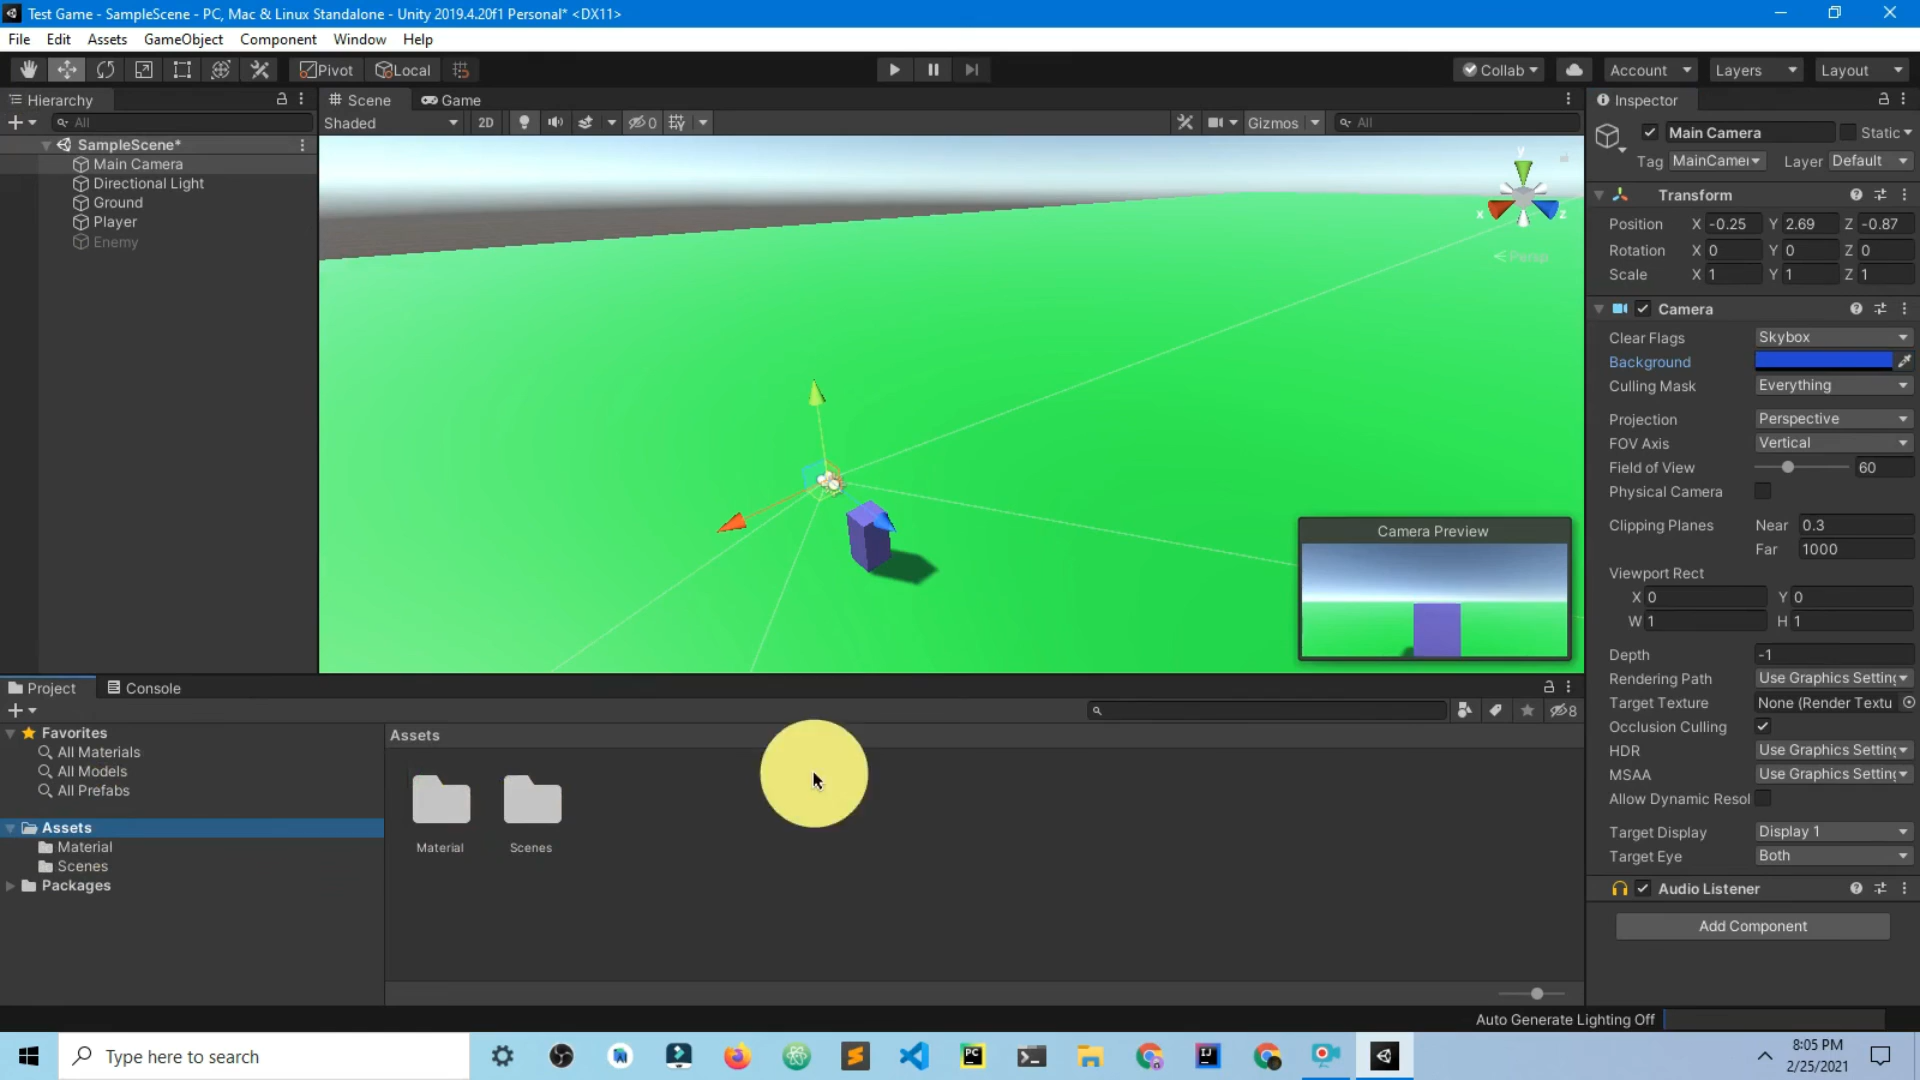 Test Game - SampleScene - PC, Mac & Linux Standalone - Unity 2019.4.20f1 Personal* <DX11>
File Edit Assets GameObject Component Window Help
Pivot Local Collab Account Layers Layout
Hierarchy
All
SampleScene*
Main Camera
Directional Light
Ground
Player
Enemy
Scene Game
Shaded 2D 0 Gizmos All
y
x z
Persp
Camera Preview
Inspector
Main Camera Static
Tag MainCamer Layer Default
Transform
Position X -0.25 Y 2.69 Z -0.87
Rotation X 0 Y 0 Z 0
Scale X 1 Y 1 Z 1
Camera
Clear Flags Skybox
Background
Culling Mask Everything
Projection Perspective
FOV Axis Vertical
Field of View 60
Physical Camera
Clipping Planes Near 0.3
Far 1000
Viewport Rect
X 0 Y 0
W 1 H 1
Depth -1
Rendering Path Use Graphics Setting
Target Texture None (Render Textu
Occlusion Culling
HDR Use Graphics Setting
MSAA Use Graphics Setting
Allow Dynamic Resol
Target Display Display 1
Target Eye Both
Audio Listener
Add Component
Project Console
8
Favorites
All Materials
All Models
All Prefabs
Assets
Material
Scenes
Packages
Assets
Material Scenes
Auto Generate Lighting Off
Type here to search
PC
IJ
8:05 PM
2/25/2021